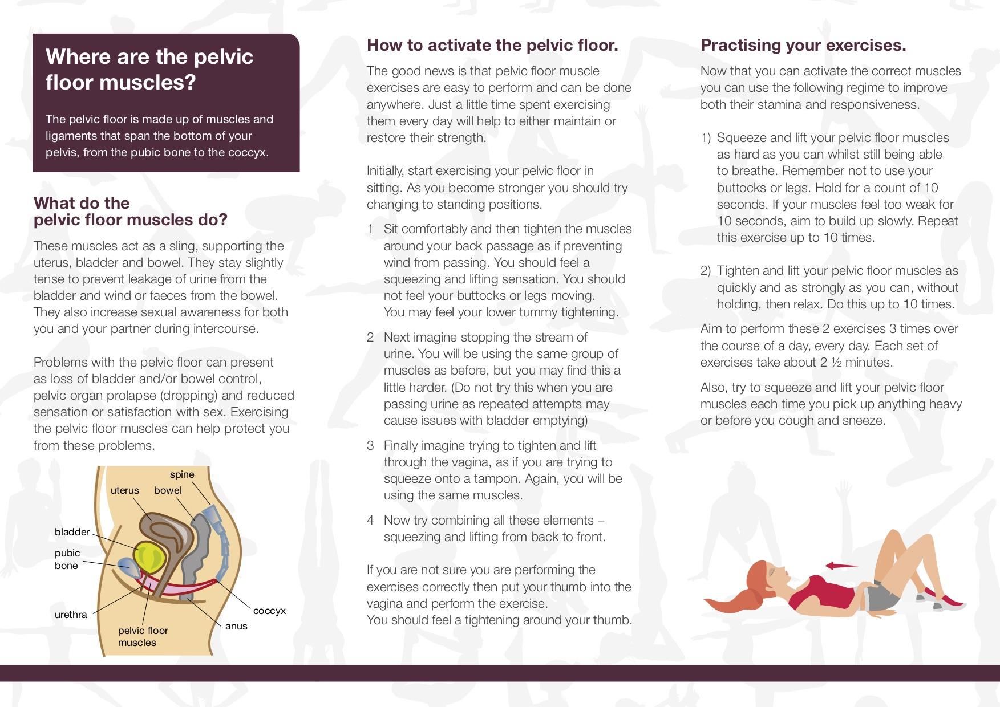 Where are the pelvic
floor muscles?
The pelvic floor is made up of muscles and
ligaments that span the bottom of your
pelvis, from the pubic bone to the coccyx.
What do the
pelvic floor muscles do?
These muscles act as a sling, supporting the
uterus, bladder and bowel. They stay slightly
tense to prevent leakage of urine from the
bladder and wind or faeces from the bowel.
They also increase sexual awareness for both
you and your partner during intercourse.
Problems with the pelvic floor can present
as loss of bladder and/or bowel control,
pelvic organ prolapse (dropping) and reduced
sensation or satisfaction with sex. Exercising
the pelvic floor muscles can help protect you
from these problems.
spine
uterus
bowel
bladder
pubic
bone
urethra
pelvic floor
muscles
anus
coccyx
How to activate the pelvic floor.
The good news is that pelvic floor muscle
exercises are easy to perform and can be done
anywhere. Just a little time spent exercising
them every day will help to either maintain or
restore their strength.
Initially, start exercising your pelvic floor in
sitting. As you become stronger you should try
changing to standing positions.
1 Sit comfortably and then tighten the muscles
around your back passage as if preventing
wind from passing. You should feel a
squeezing and lifting sensation. You should
not feel your buttocks or legs moving.
You may feel your lower tummy tightening.
2 Next imagine stopping the stream of
urine. You will be using the same group of
muscles as before, but you may find this a
little harder. (Do not try this when you are
passing urine as repeated attempts may
cause issues with bladder emptying)
3 Finally imagine trying to tighten and lift
through the vagina, as if you are trying to
squeeze onto a tampon. Again, you will be
using the same muscles.
4 Now try combining all these elements –
squeezing and lifting from back to front.
If you are not sure you are performing the
exercises correctly then put your thumb into the
vagina and perform the exercise.
You should feel a tightening around your thumb.
Practising your exercises.
Now that you can activate the correct muscles
you can use the following regime to improve
both their stamina and responsiveness.
1) Squeeze and lift your pelvic floor muscles
as hard as you can whilst still being able
to breathe. Remember not to use your
buttocks or legs. Hold for a count of 10
seconds. If your muscles feel too weak for
10 seconds, aim to build up slowly. Repeat
this exercise up to 10 times.
2) Tighten and lift your pelvic floor muscles as
quickly and as strongly as you can, without
holding, then relax. Do this up to 10 times.
Aim to perform these 2 exercises 3 times over
the course of a day, every day. Each set of
exercises take about 2 ½ minutes.
Also, try to squeeze and lift your pelvic floor
muscles each time you pick up anything heavy
or before you cough and sneeze.